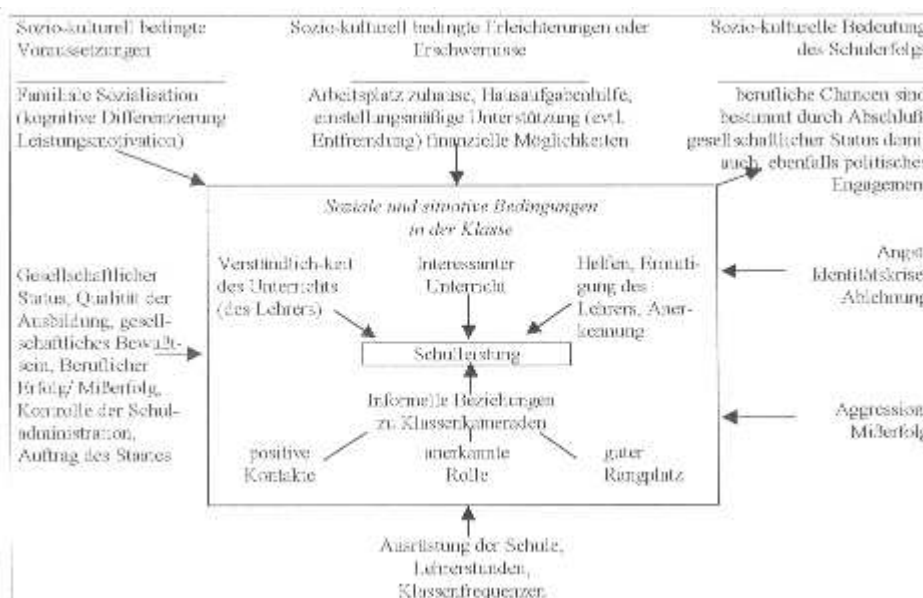 Sozio-kulturell bedingte
Voraussetzungen
Sozio-kulturell bedingte Erleichterungen oder
Erschwernisse
Sozio-kulturelle Bedeutung
des Schulerfolg
Familiale Sozialisation
(kognitive Differenzierung
Leistungsmotivation)
Arbeitsplatz zuhause, Hausaufgabenhilfe,
einstellungsmäßige Unterstützung (evtl.
Entfremdung) finanzielle Möglichkeiten
berufliche Chancen sind
bestimmt durch Abschluß
gesellschaftlicher Status damit
auch, ebenfalls politisches
Engagement
Soziale und situative Bedingungen
in der Klasse
Verständlich-keit
des Unterrichts
(des Lehrers)
Interessanter
Unterricht
Helfen, Ermuti-
gung des
Lehrers, Aner-
kennung
Schulleistung
Informelle Beziehungen
zu Klassenkameraden
positive
Kontakte
anerkannte
Rolle
guter
Rangplatz
Gesellschaftlicher
Status, Qualität der
Ausbildung, gesell-
schaftliches Bewußt-
sein, Beruflicher
Erfolg/ Mißerfolg,
Kontrolle der Schul-
administration,
Auftrag des Staates
Angst
Identitätskrise
Ablehnung
Aggression
Mißerfolg
Ausrüstung der Schule,
Lehrerstunden,
Klassenfrequenzen